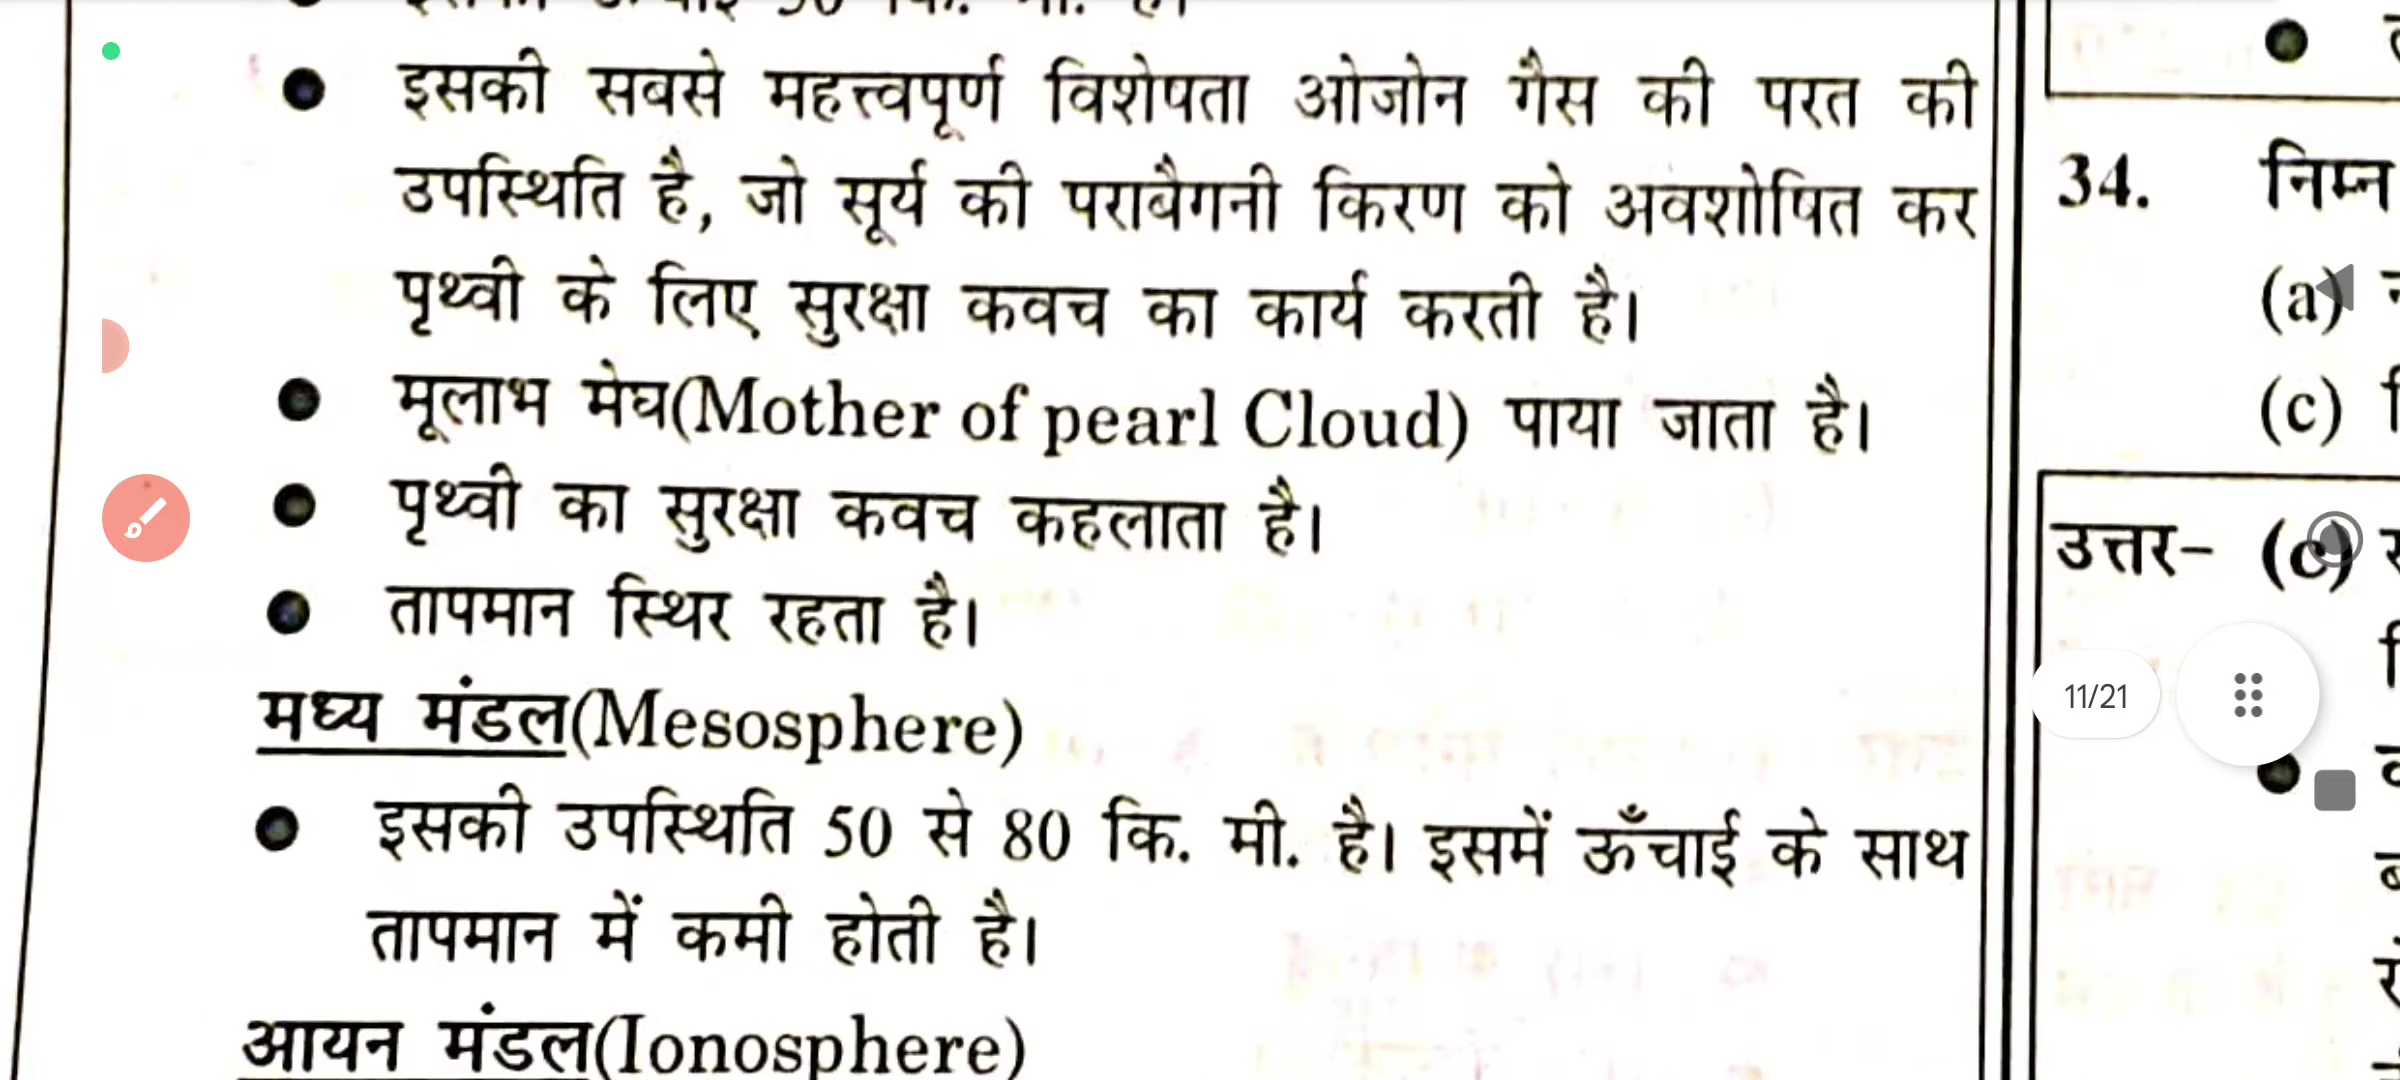 इसकी सबसे महत्त्वपूर्ण विशेषता ओजोन गैस की परत की
उपस्थिति है, जो सूर्य की पराबैगनी किरण को अवशोषित कर
पृथ्वी के लिए सुरक्षा कवच का कार्य करती है।
मूलाभ मेघ(Mother of pearl Cloud) पाया जाता है।
पृथ्वी का सुरक्षा कवच कहलाता है।
तापमान स्थिर रहता है।
मध्य मंडल(Mesosphere)
इसकी उपस्थिति 50 से 80 कि. मी. है। इसमें ऊँचाई के साथ
तापमान में कमी होती है।
आयन मंडल(Ionosphere)
34. निम्न
(a)
(c)
उत्तर- (c)
11/21